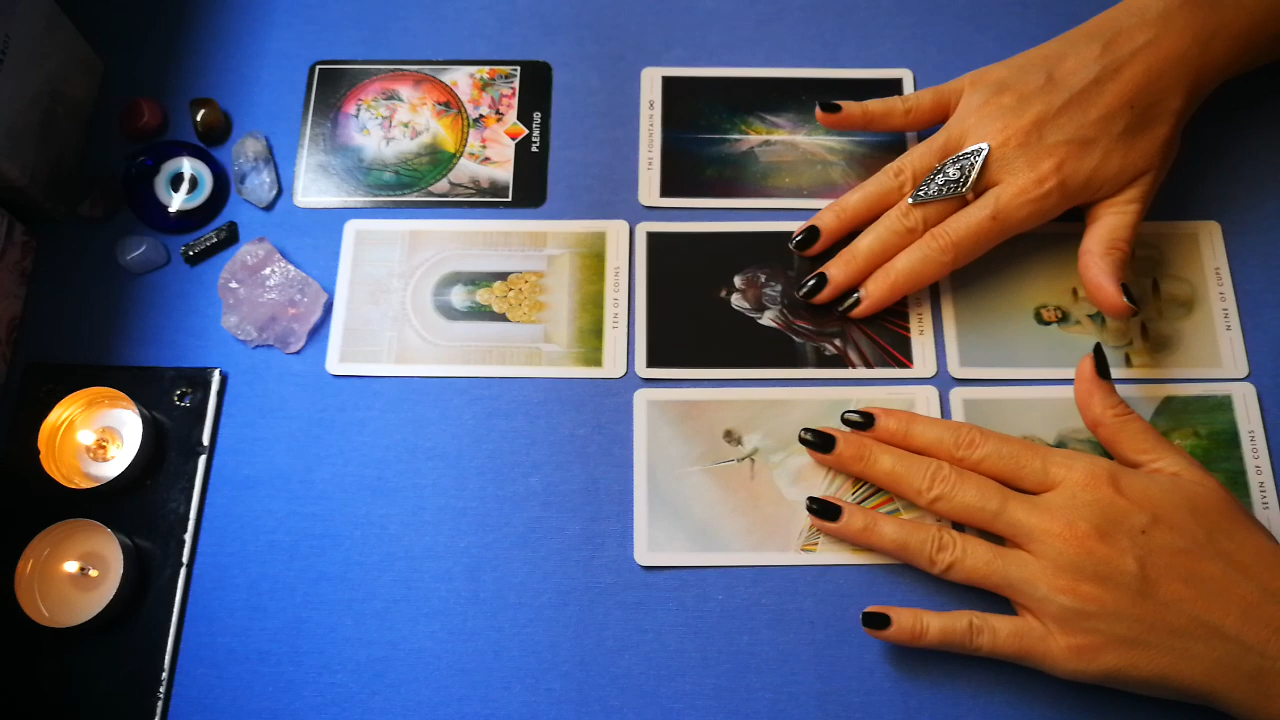 PLENITUD
THE FOUNTAIN ∞
TEN OF COINS
NINE OF
NINE OF CUPS
SEVEN OF COINS